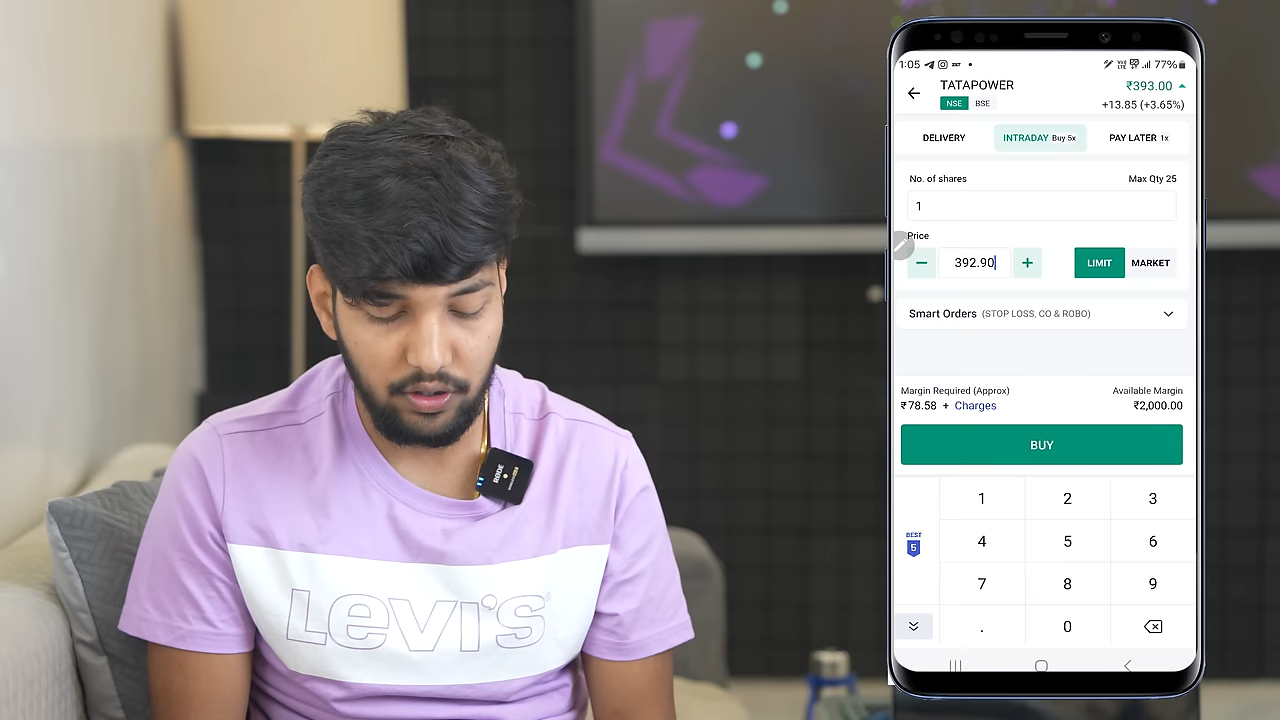 1:05
77%
TATAPOWER
₹393.00
NSE BSE
+13.85 (+3.65%)
DELIVERY
INTRADAY Buy 5x
PAY LATER 1x
No. of shares
Max Qty 25
1
Price
392.90
LIMIT
MARKET
Smart Orders (STOP LOSS, CO & ROBO)
Margin Required (Approx)
Available Margin
₹78.58 + Charges
₹2,000.00
BUY
1 2 3
BEST
5
4 5 6
7 8 9
. 0
RØDE
Levi's